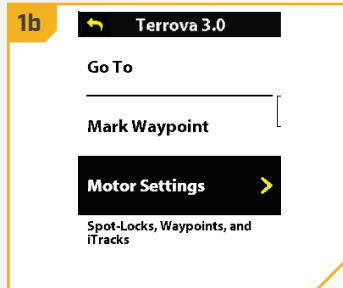 1b
Terrova 3.0
Go To
Mark Waypoint
Motor Settings
Spot-Locks, Waypoints, and
iTracks